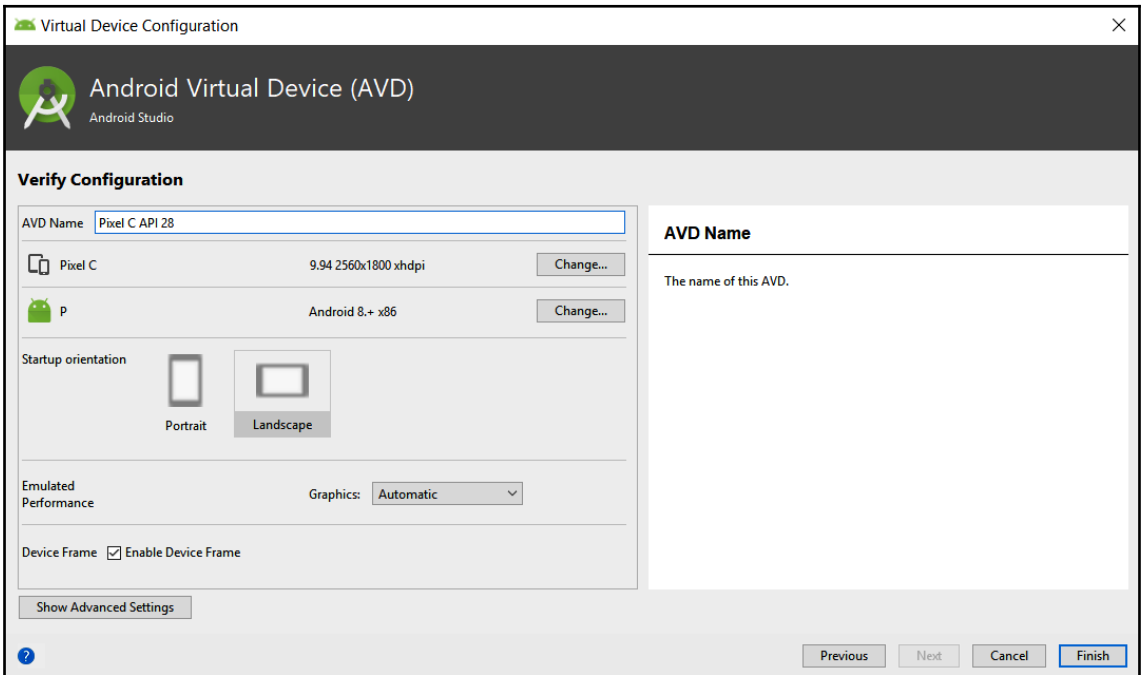 Virtual Device Configuration
Android Virtual Device (AVD)
Android Studio
Verify Configuration
AVD Name Pixel C API 28
Pixel C 9.94 2560x1800 xhdpi Change...
P Android 8.+ x86 Change...
Startup orientation
Portrait Landscape
Emulated
Performance
Graphics: Automatic
Device Frame Enable Device Frame
Show Advanced Settings
AVD Name
The name of this AVD.
?
Previous Next Cancel Finish